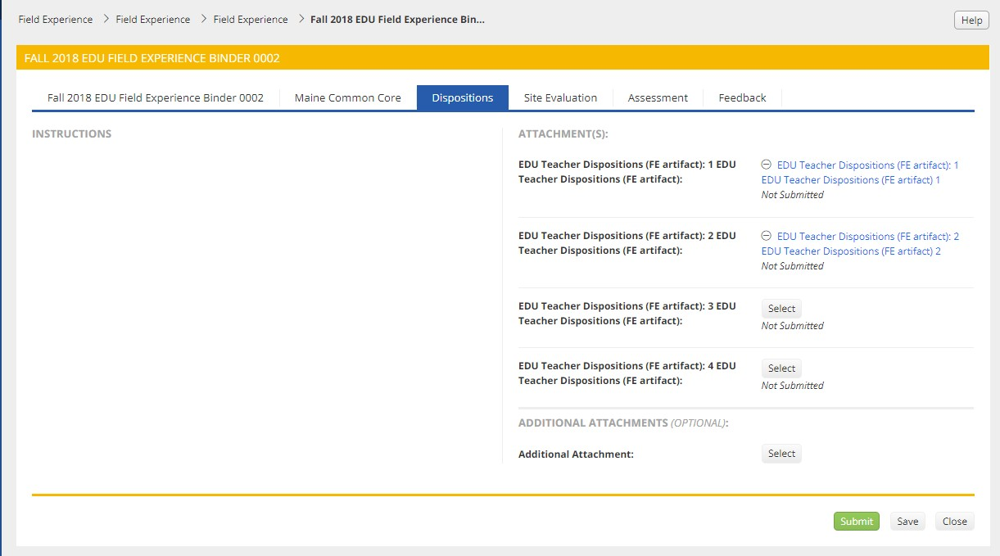 Field Experience > Field Experience > Field Experience > Fall 2018 EDU Field Experience Bin...
Help
FALL 2018 EDU FIELD EXPERIENCE BINDER 0002
Fall 2018 EDU Field Experience Binder 0002
Maine Common Core
Dispositions
Site Evaluation
Assessment
Feedback
INSTRUCTIONS
ATTACHMENT(S):
EDU Teacher Dispositions (FE artifact): 1 EDU
Teacher Dispositions (FE artifact):
EDU Teacher Dispositions (FE artifact): 1
EDU Teacher Dispositions (FE artifact) 1
Not Submitted
EDU Teacher Dispositions (FE artifact): 2 EDU
Teacher Dispositions (FE artifact):
EDU Teacher Dispositions (FE artifact): 2
EDU Teacher Dispositions (FE artifact) 2
Not Submitted
EDU Teacher Dispositions (FE artifact): 3 EDU
Teacher Dispositions (FE artifact):
Select
Not Submitted
EDU Teacher Dispositions (FE artifact): 4 EDU
Teacher Dispositions (FE artifact):
Select
Not Submitted
ADDITIONAL ATTACHMENTS (OPTIONAL):
Additional Attachment:
Select
Submit
Save
Close